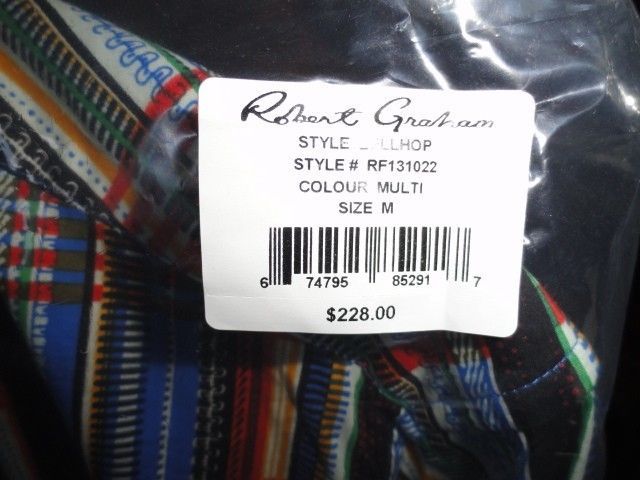 Robert Graham
STYLE
STYLE # RF131022
COLOUR MULTI
SIZE M
6 74795 85291 7
$228.00